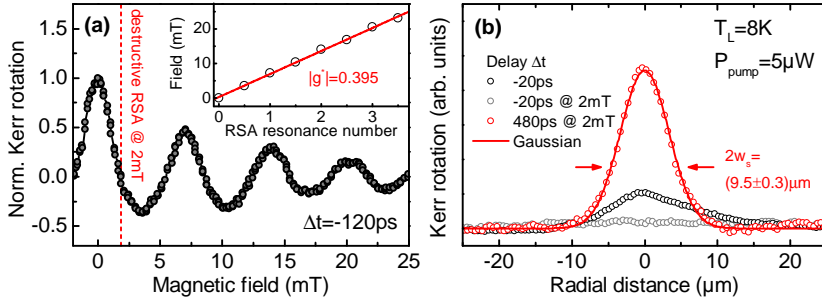 (a)
destructive RSA @ 2mT
Norm. Kerr rotation
1.0
0.5
0.0
-0.5
0
5
10
15
20
25
Magnetic field (mT)
Δt=-120ps
Field (mT)
20
10
0
0
1
2
3
RSA resonance number
|g*|=0.395
(b)
T_L=8K
P_pump=5µW
Delay Δt
-20ps
-20ps @ 2mT
480ps @ 2mT
Gaussian
2w_s=
(9.5±0.3)µm
Kerr rotation (arb. units)
-20
-10
0
10
20
Radial distance (µm)